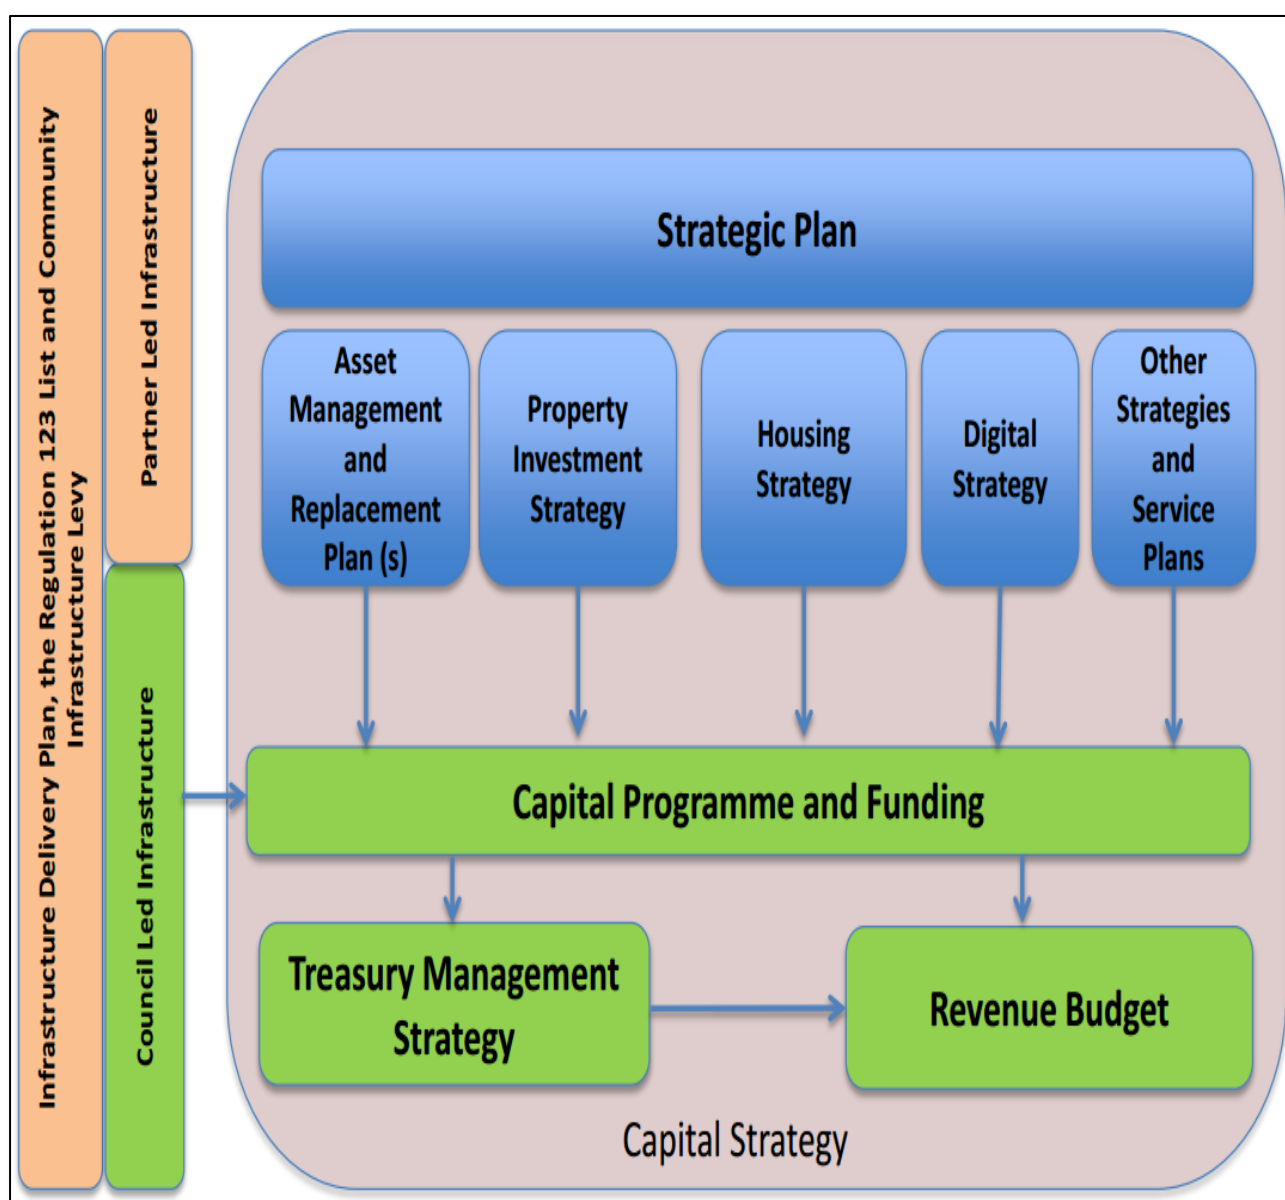 Infrastructure Delivery Plan, the Regulation 123 List and Community
Infrastructure Levy
Partner Led Infrastructure
Council Led Infrastructure
Strategic Plan
Asset
Management
and
Replacement
Plan (s)
Property
Investment
Strategy
Housing
Strategy
Digital
Strategy
Other
Strategies
and
Service
Plans
Capital Programme and Funding
Treasury Management
Strategy
Revenue Budget
Capital Strategy